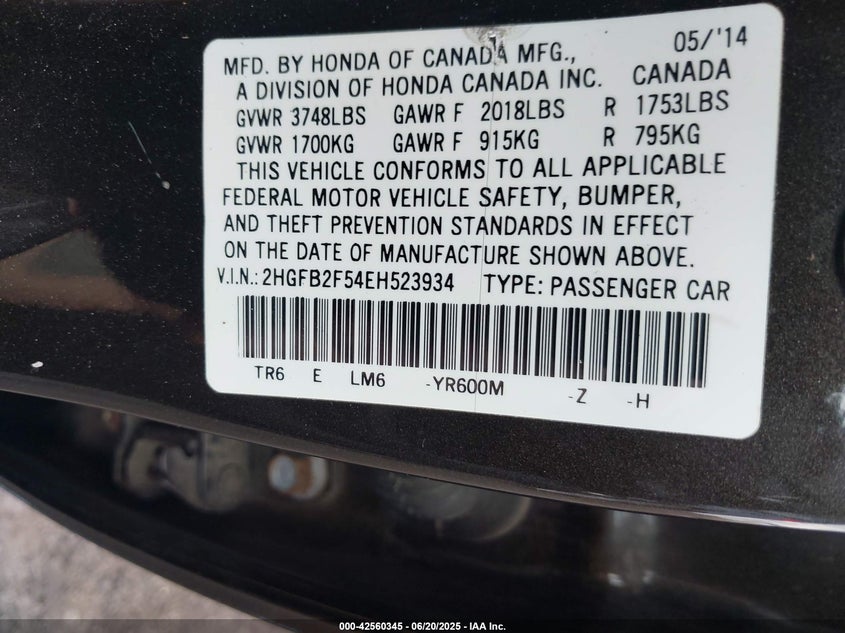 MFD. BY HONDA OF CANADA MFG., 05/'14
A DIVISION OF HONDA CANADA INC. CANADA
GVWR 3748LBS GAWR F 2018LBS R 1753LBS
GVWR 1700KG GAWR F 915KG R 795KG
THIS VEHICLE CONFORMS TO ALL APPLICABLE
FEDERAL MOTOR VEHICLE SAFETY, BUMPER,
AND THEFT PREVENTION STANDARDS IN EFFECT
ON THE DATE OF MANUFACTURE SHOWN ABOVE.
V.I.N.: 2HGFB2F54EH523934 TYPE: PASSENGER CAR
TR6 E LM6 -YR600M -Z -H
000-42560345 - 06/20/2025 - IAA Inc.